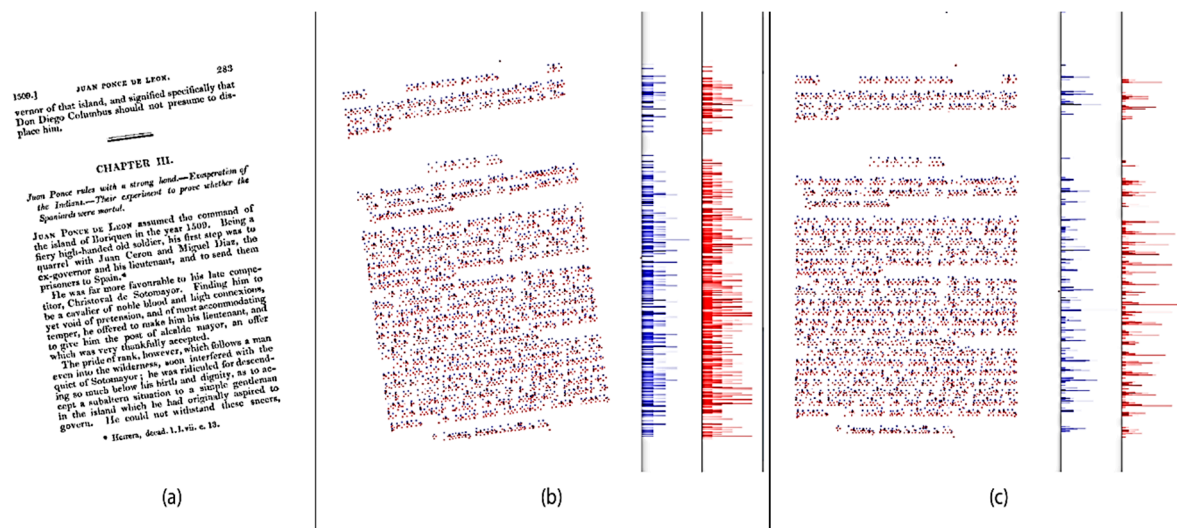 1509.] JUAN PONCE DE LEON. 283
vernor of that island, and signified specifically that
Don Diego Columbus should not presume to dis-
place him.
CHAPTER III.
Juan Ponce rules with a strong hand.—Exasperation of
the Indians.—Their experiment to prove whether the
Spaniards were mortal.
JUAN PONCE DE LEON assumed the command of
the island of Boriquen in the year 1509. Being a
fiery high-handed old soldier, his first step was to
quarrel with Juan Ceron and Miguel Diaz, the
ex-governor and his lieutenant, and to send them
prisoners to Spain.*
He was far more favourable to his late compe-
titor, Christoval de Sotomayor. Finding him to
be a cavalier of noble blood and high connexions,
yet void of pretension, and of most accommodating
temper, he offered to make him his lieutenant, and
to give him the post of alcalde mayor, an offer
which was very thankfully accepted.
The pride of rank, however, which follows a man
even into the wilderness, soon interfered with the
quiet of Sotomayor; he was ridiculed for descend-
ing so much below his birth and dignity, as to ac-
cept a subaltern situation to a simple gentleman
in the island which he had originally aspired to
govern. He could not withstand these sneers,
* Herrera, decad. 1. l. vii. c. 13.
(a)
(b)
(c)